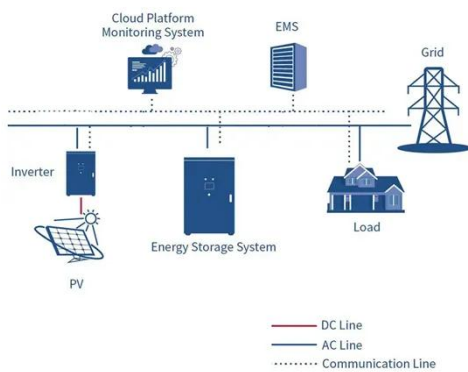 Cloud Platform
Monitoring System
EMS
Grid
Inverter
Energy Storage System
Load
PV
DC Line
AC Line
Communication Line